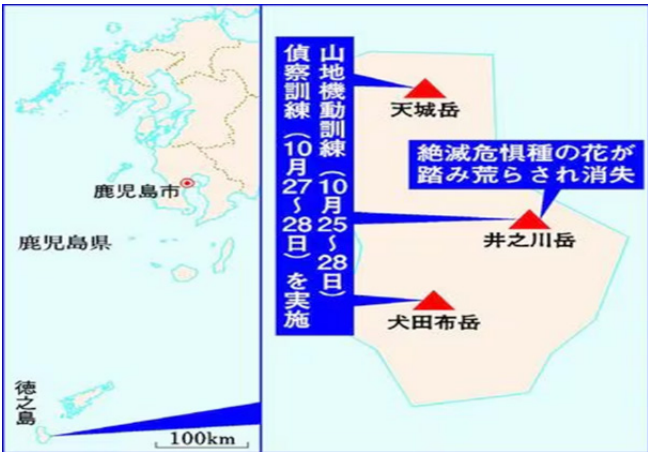 鹿児島市
鹿児島県
徳之島
100km
山地機動訓練（10月25～28日）
偵察訓練（10月27～28日）を実施
天城岳
絶滅危惧種の花が
踏み荒らされ消失
井之川岳
犬田布岳